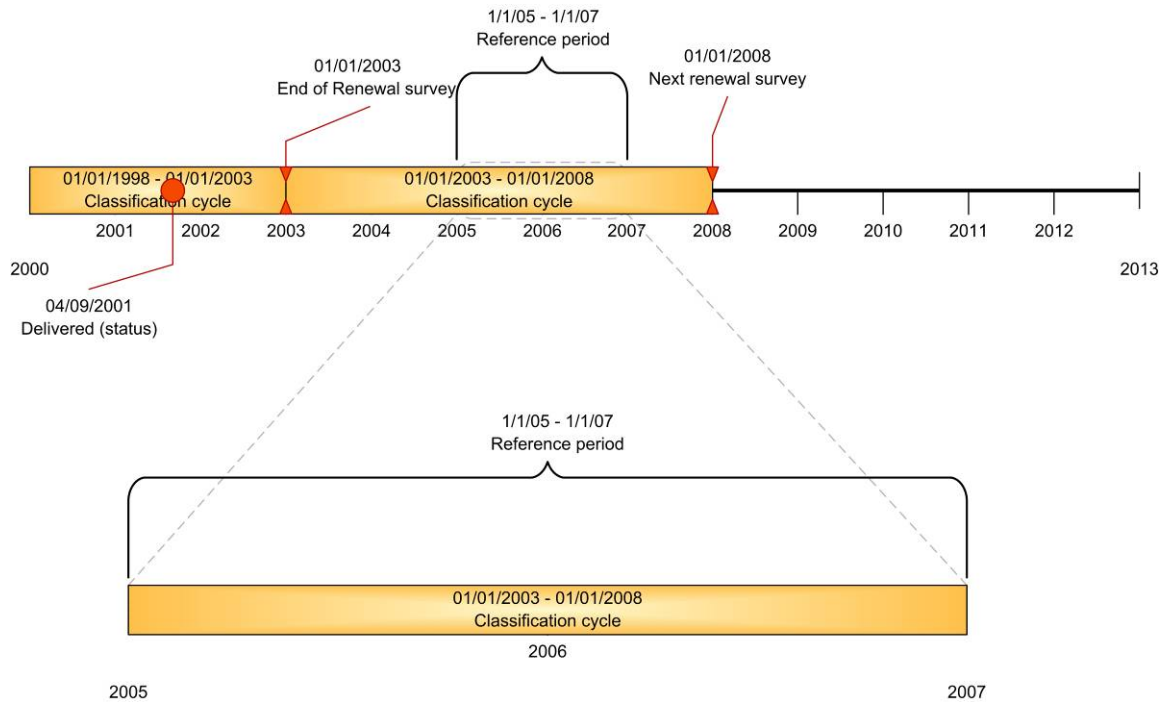 1/1/05 - 1/1/07
Reference period
01/01/2003
End of Renewal survey
01/01/2008
Next renewal survey
01/01/1998 - 01/01/2003
Classification cycle
01/01/2003 - 01/01/2008
Classification cycle
2001 2002 2003 2004 2005 2006 2007 2008 2009 2010 2011 2012
2000 2013
04/09/2001
Delivered (status)
1/1/05 - 1/1/07
Reference period
01/01/2003 - 01/01/2008
Classification cycle
2006
2005 2007